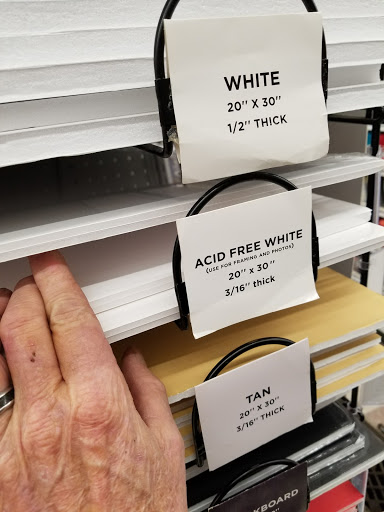 WHITE
20'' X 30''
1/2'' THICK
ACID FREE WHITE
(USE FOR FRAMING AND PHOTOS)
20'' x 30''
3/16'' thick
TAN
20'' X 30''
3/16'' THICK